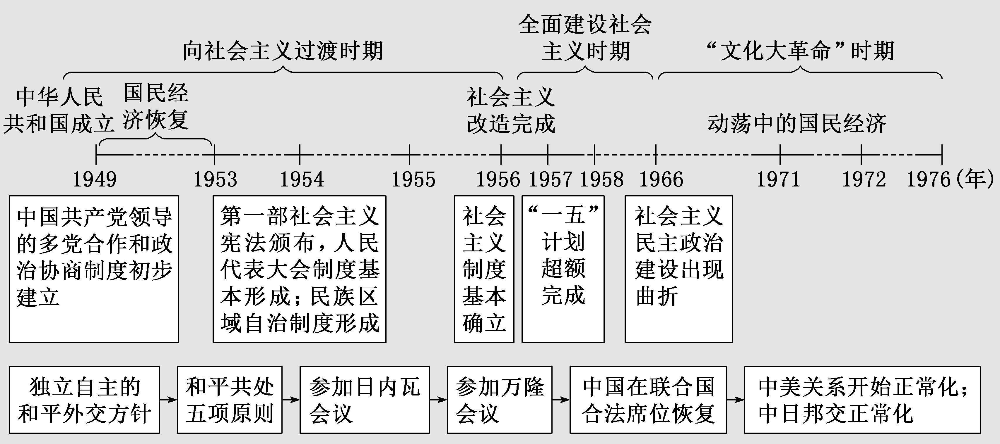 向社会主义过渡时期
全面建设社会
主义时期
“文化大革命”时期
中华人民
共和国成立
国民经
济恢复
社会主义
改造完成
动荡中的国民经济
1949
1953
1954
1955
1956
1957
1958
1966
1971
1972
1976(年)
中国共产党领导
的多党合作和政
治协商制度初步
建立
第一部社会主义
宪法颁布，人民
代表大会制度基
本形成；民族区
域自治制度形成
社会
主义
制度
基本
确立
“一五”
计划
超额
完成
社会主义
民主政治
建设出现
曲折
独立自主的
和平外交方针
和平共处
五项原则
参加日内瓦
会议
参加万隆
会议
中国在联合国
合法席位恢复
中美关系开始正常化；
中日邦交正常化